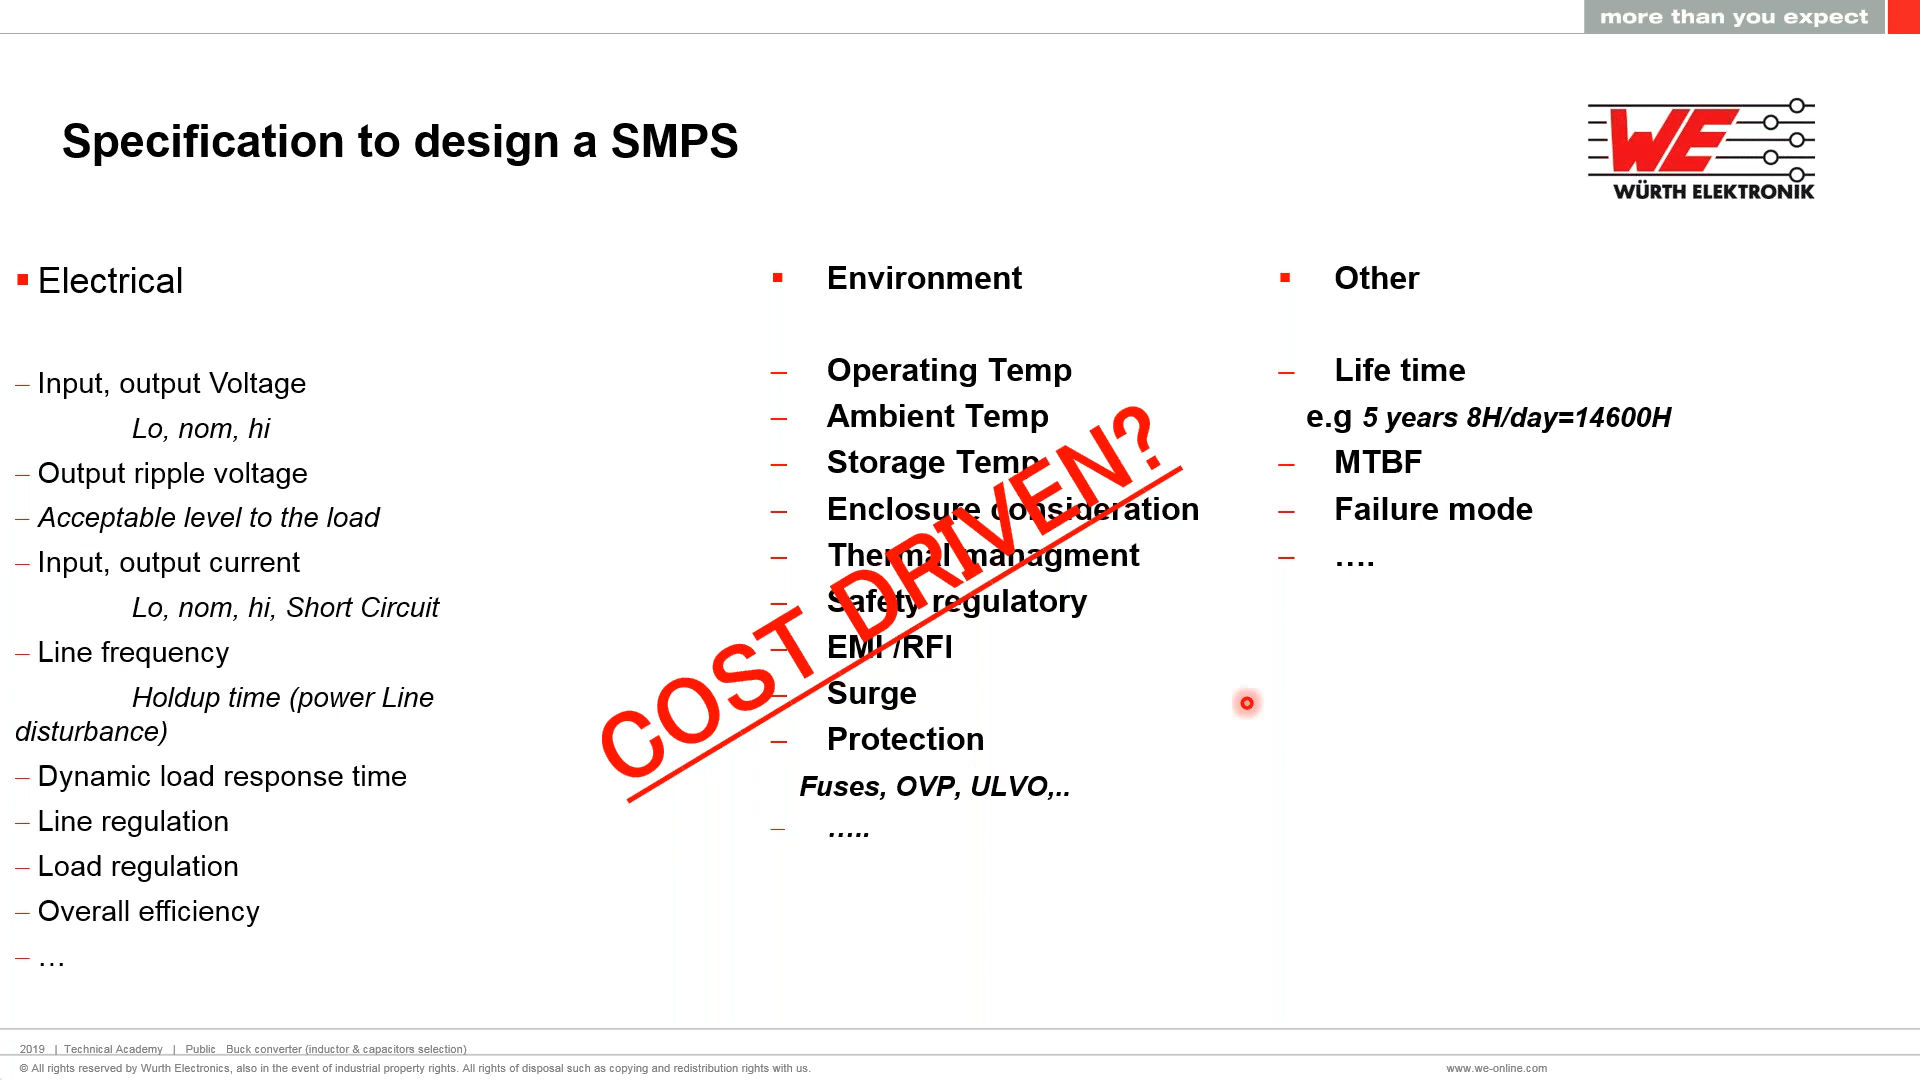 more than you expect
Specification to design a SMPS
WE
WÜRTH ELEKTRONIK
Electrical
– Input, output Voltage
Lo, nom, hi
– Output ripple voltage
– Acceptable level to the load
– Input, output current
Lo, nom, hi, Short Circuit
– Line frequency
Holdup time (power Line
disturbance)
– Dynamic load response time
– Line regulation
– Load regulation
– Overall efficiency
– …
Environment
– Operating Temp
– Ambient Temp
– Storage Temp
– Enclosure consideration
– Thermal managment
– Safety regulatory
– EMI /RFI
– Surge
– Protection
Fuses, OVP, ULVO,..
– …..
COST DRIVEN?
Other
– Life time
e.g 5 years 8H/day=14600H
– MTBF
– Failure mode
– ….
2019 | Technical Academy | Public Buck converter (inductor & capacitors selection)
© All rights reserved by Wurth Electronics, also in the event of industrial property rights. All rights of disposal such as copying and redistribution rights with us.
www.we-online.com